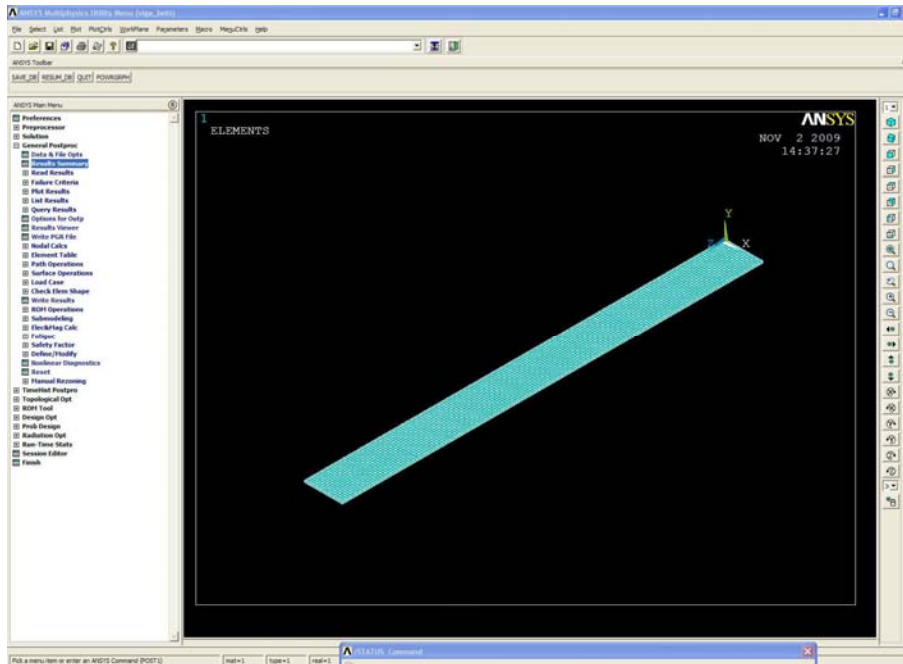 ANSYS Multiphysics Utility Menu (viga_beth)
File Select List Plot PlotCtrls WorkPlane Parameters Macro MenuCtrls Help
ANSYS Toolbar
SAVE_DB RESUM_DB QUIT POWRGRPH
ANSYS Main Menu
Preferences
Preprocessor
Solution
General Postproc
Data & File Opts
Results Summary
Read Results
Failure Criteria
Plot Results
List Results
Query Results
Options for Outp
Results Viewer
Write PGR File
Nodal Calcs
Element Table
Path Operations
Surface Operations
Load Case
Check Elem Shape
Write Results
ROM Operations
Submodeling
Elec&Mag Calc
Fatigue
Safety Factor
Define/Modify
Nonlinear Diagnostics
Reset
Manual Rezoning
TimeHist Postpro
Topological Opt
ROM Tool
Design Opt
Prob Design
Radiation Opt
Run-Time Stats
Session Editor
Finish
1
ELEMENTS
ANSYS
NOV 2 2009
14:37:27
Y
Z X
Pick a menu item or enter an ANSYS Command (POST1)
mat=1 type=1 real=1
/STATUS Command